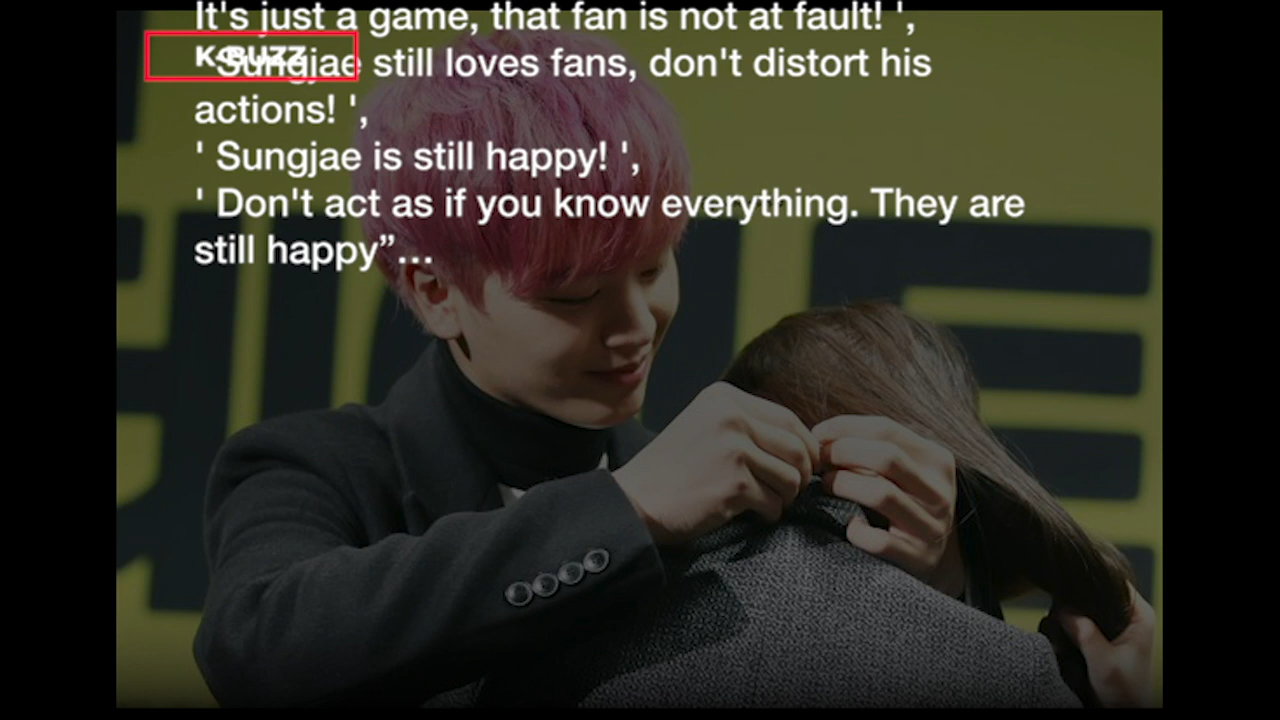 It's just a game, that fan is not at fault! ',
K-BUZZ
' Sungjae still loves fans, don't distort his
actions! ',
' Sungjae is still happy! ',
' Don't act as if you know everything. They are
still happy”...